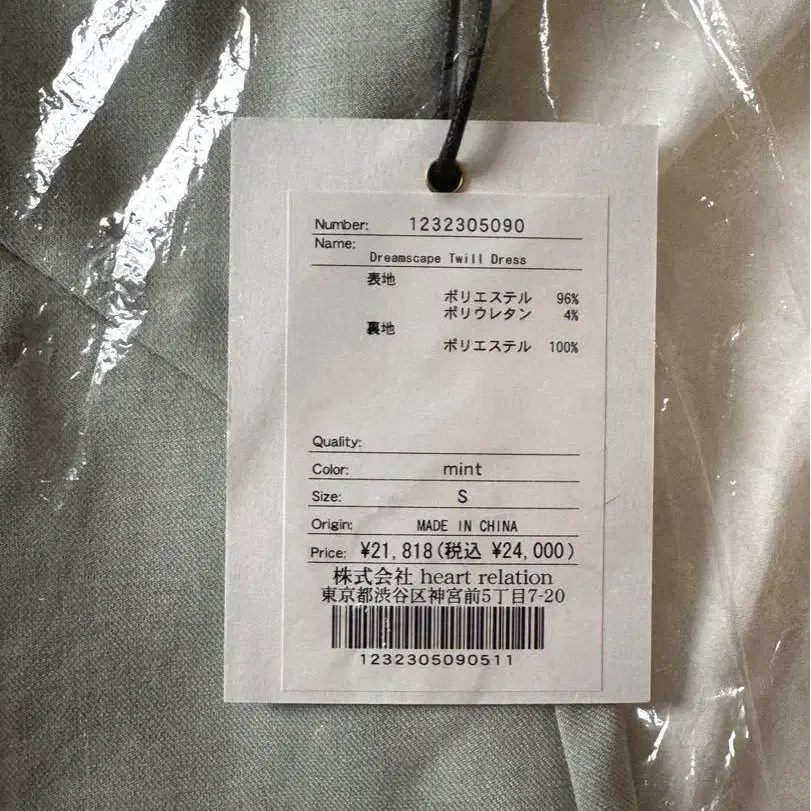 Number: 1232305090
Name:
Dreamscape Twill Dress
表地
ポリエステル 96%
ポリウレタン 4%
裏地
ポリエステル 100%
Quality:
Color: mint
Size: S
Origin: MADE IN CHINA
Price: ¥21,818(税込 ¥24,000)
株式会社 heart relation
東京都渋谷区神宮前5丁目7-20
1232305090511